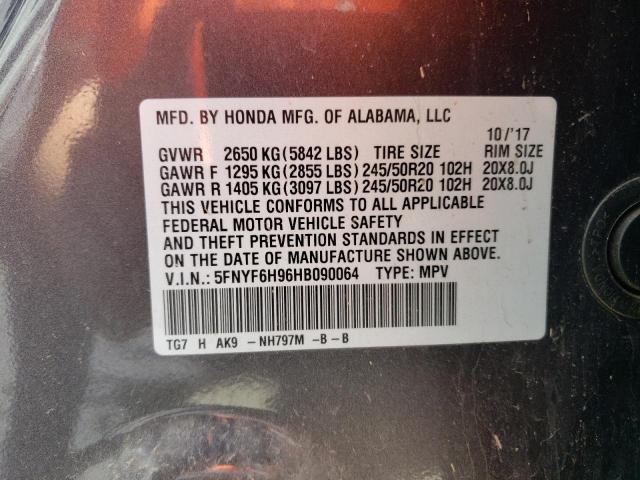 MFD. BY HONDA MFG. OF ALABAMA, LLC
10/'17
GVWR 2650 KG(5842 LBS) TIRE SIZE RIM SIZE
GAWR F 1295 KG(2855 LBS) 245/50R20 102H 20X8.0J
GAWR R 1405 KG(3097 LBS) 245/50R20 102H 20X8.0J
THIS VEHICLE CONFORMS TO ALL APPLICABLE
FEDERAL MOTOR VEHICLE SAFETY
AND THEFT PREVENTION STANDARDS IN EFFECT
ON THE DATE OF MANUFACTURE SHOWN ABOVE.
V.I.N.: 5FNYF6H96HB090064 TYPE: MPV
TG7 H AK9 -NH797M -B-B